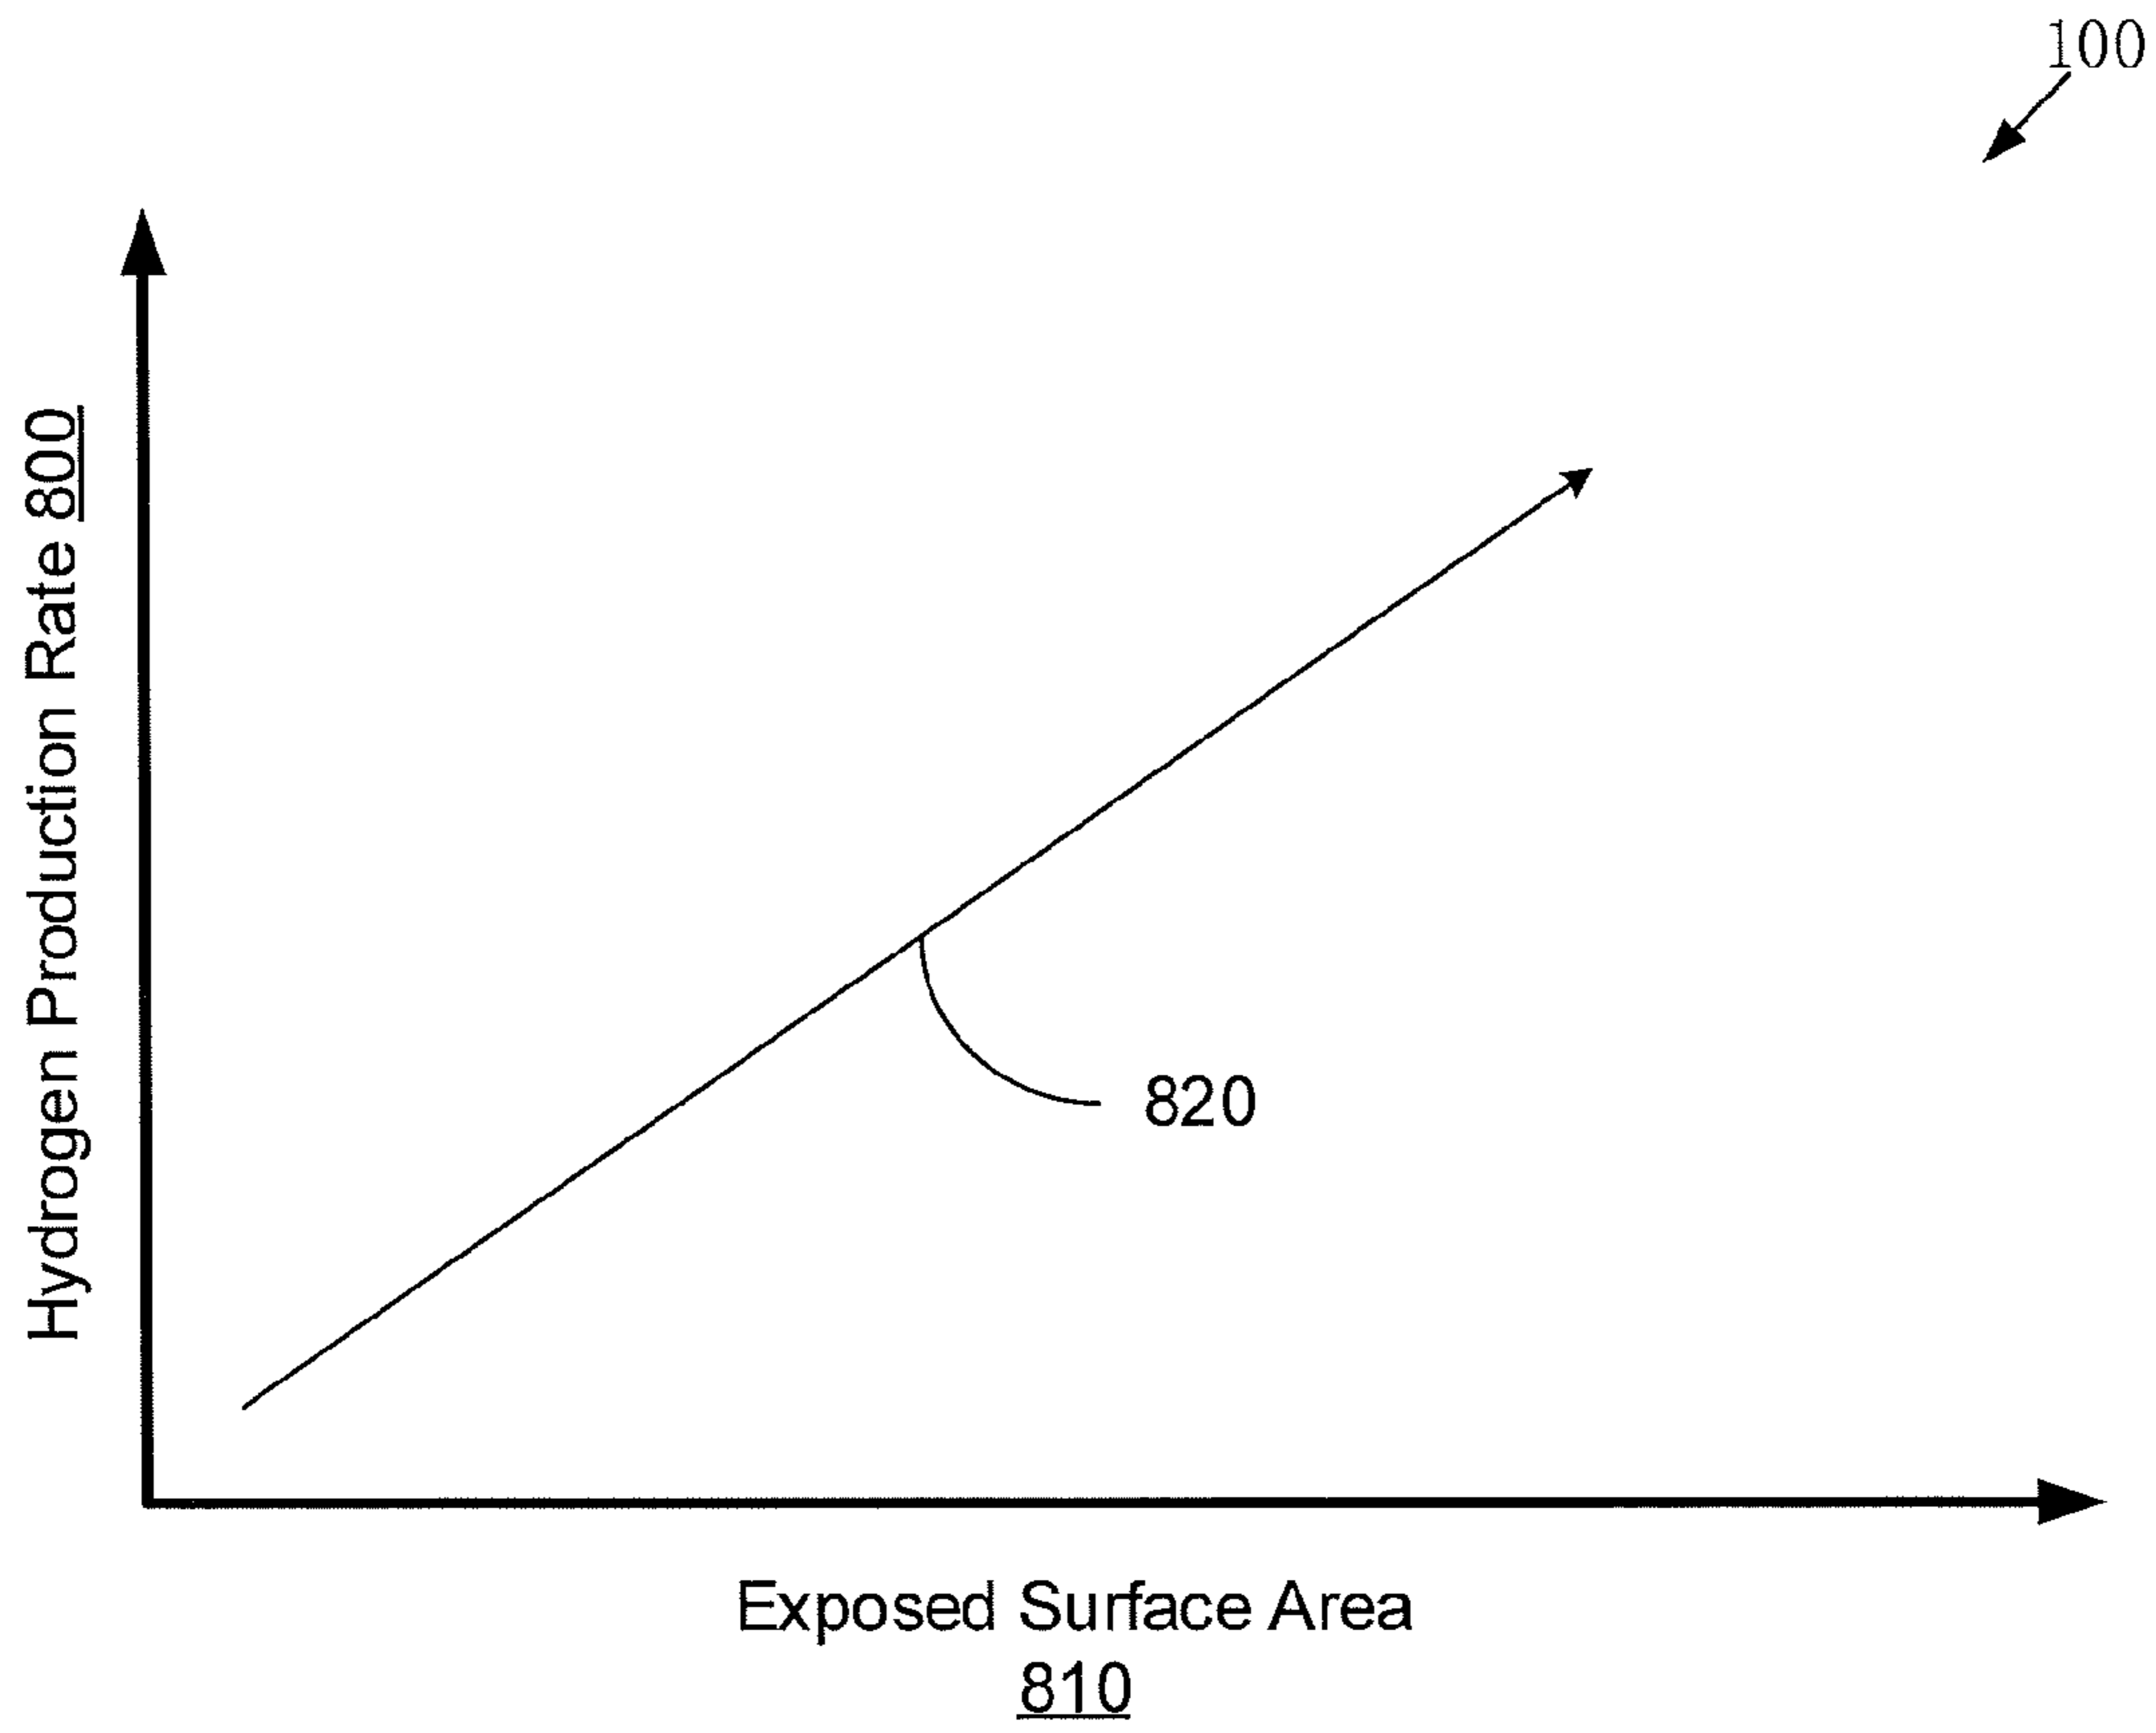 100
Hydrogen Production Rate 800
820
Exposed Surface Area
810